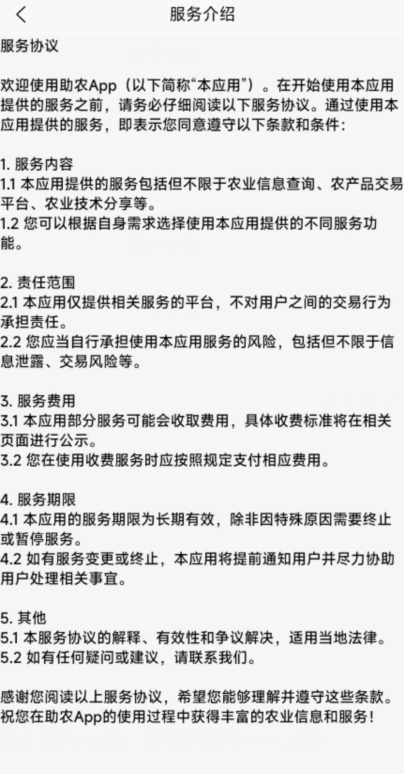 服务介绍
服务协议
欢迎使用助农App（以下简称“本应用”）。在开始使用本应用
提供的服务之前，请务必仔细阅读以下服务协议。通过使用本
应用提供的服务，即表示您同意遵守以下条款和条件：
1. 服务内容
1.1 本应用提供的服务包括但不限于农业信息查询、农产品交易
平台、农业技术分享等。
1.2 您可以根据自身需求选择使用本应用提供的不同服务功
能。
2. 责任范围
2.1 本应用仅提供相关服务的平台，不对用户之间的交易行为
承担责任。
2.2 您应当自行承担使用本应用服务的风险，包括但不限于信
息泄露、交易风险等。
3. 服务费用
3.1 本应用部分服务可能会收取费用，具体收费标准将在相关
页面进行公示。
3.2 您在使用收费服务时应按照规定支付相应费用。
4. 服务期限
4.1 本应用的服务期限为长期有效，除非因特殊原因需要终止
或暂停服务。
4.2 如有服务变更或终止，本应用将提前通知用户并尽力协助
用户处理相关事宜。
5. 其他
5.1 本服务协议的解释、有效性和争议解决，适用当地法律。
5.2 如有任何疑问或建议，请联系我们。
感谢您阅读以上服务协议，希望您能够理解并遵守这些条款。
祝您在助农App的使用过程中获得丰富的农业信息和服务！